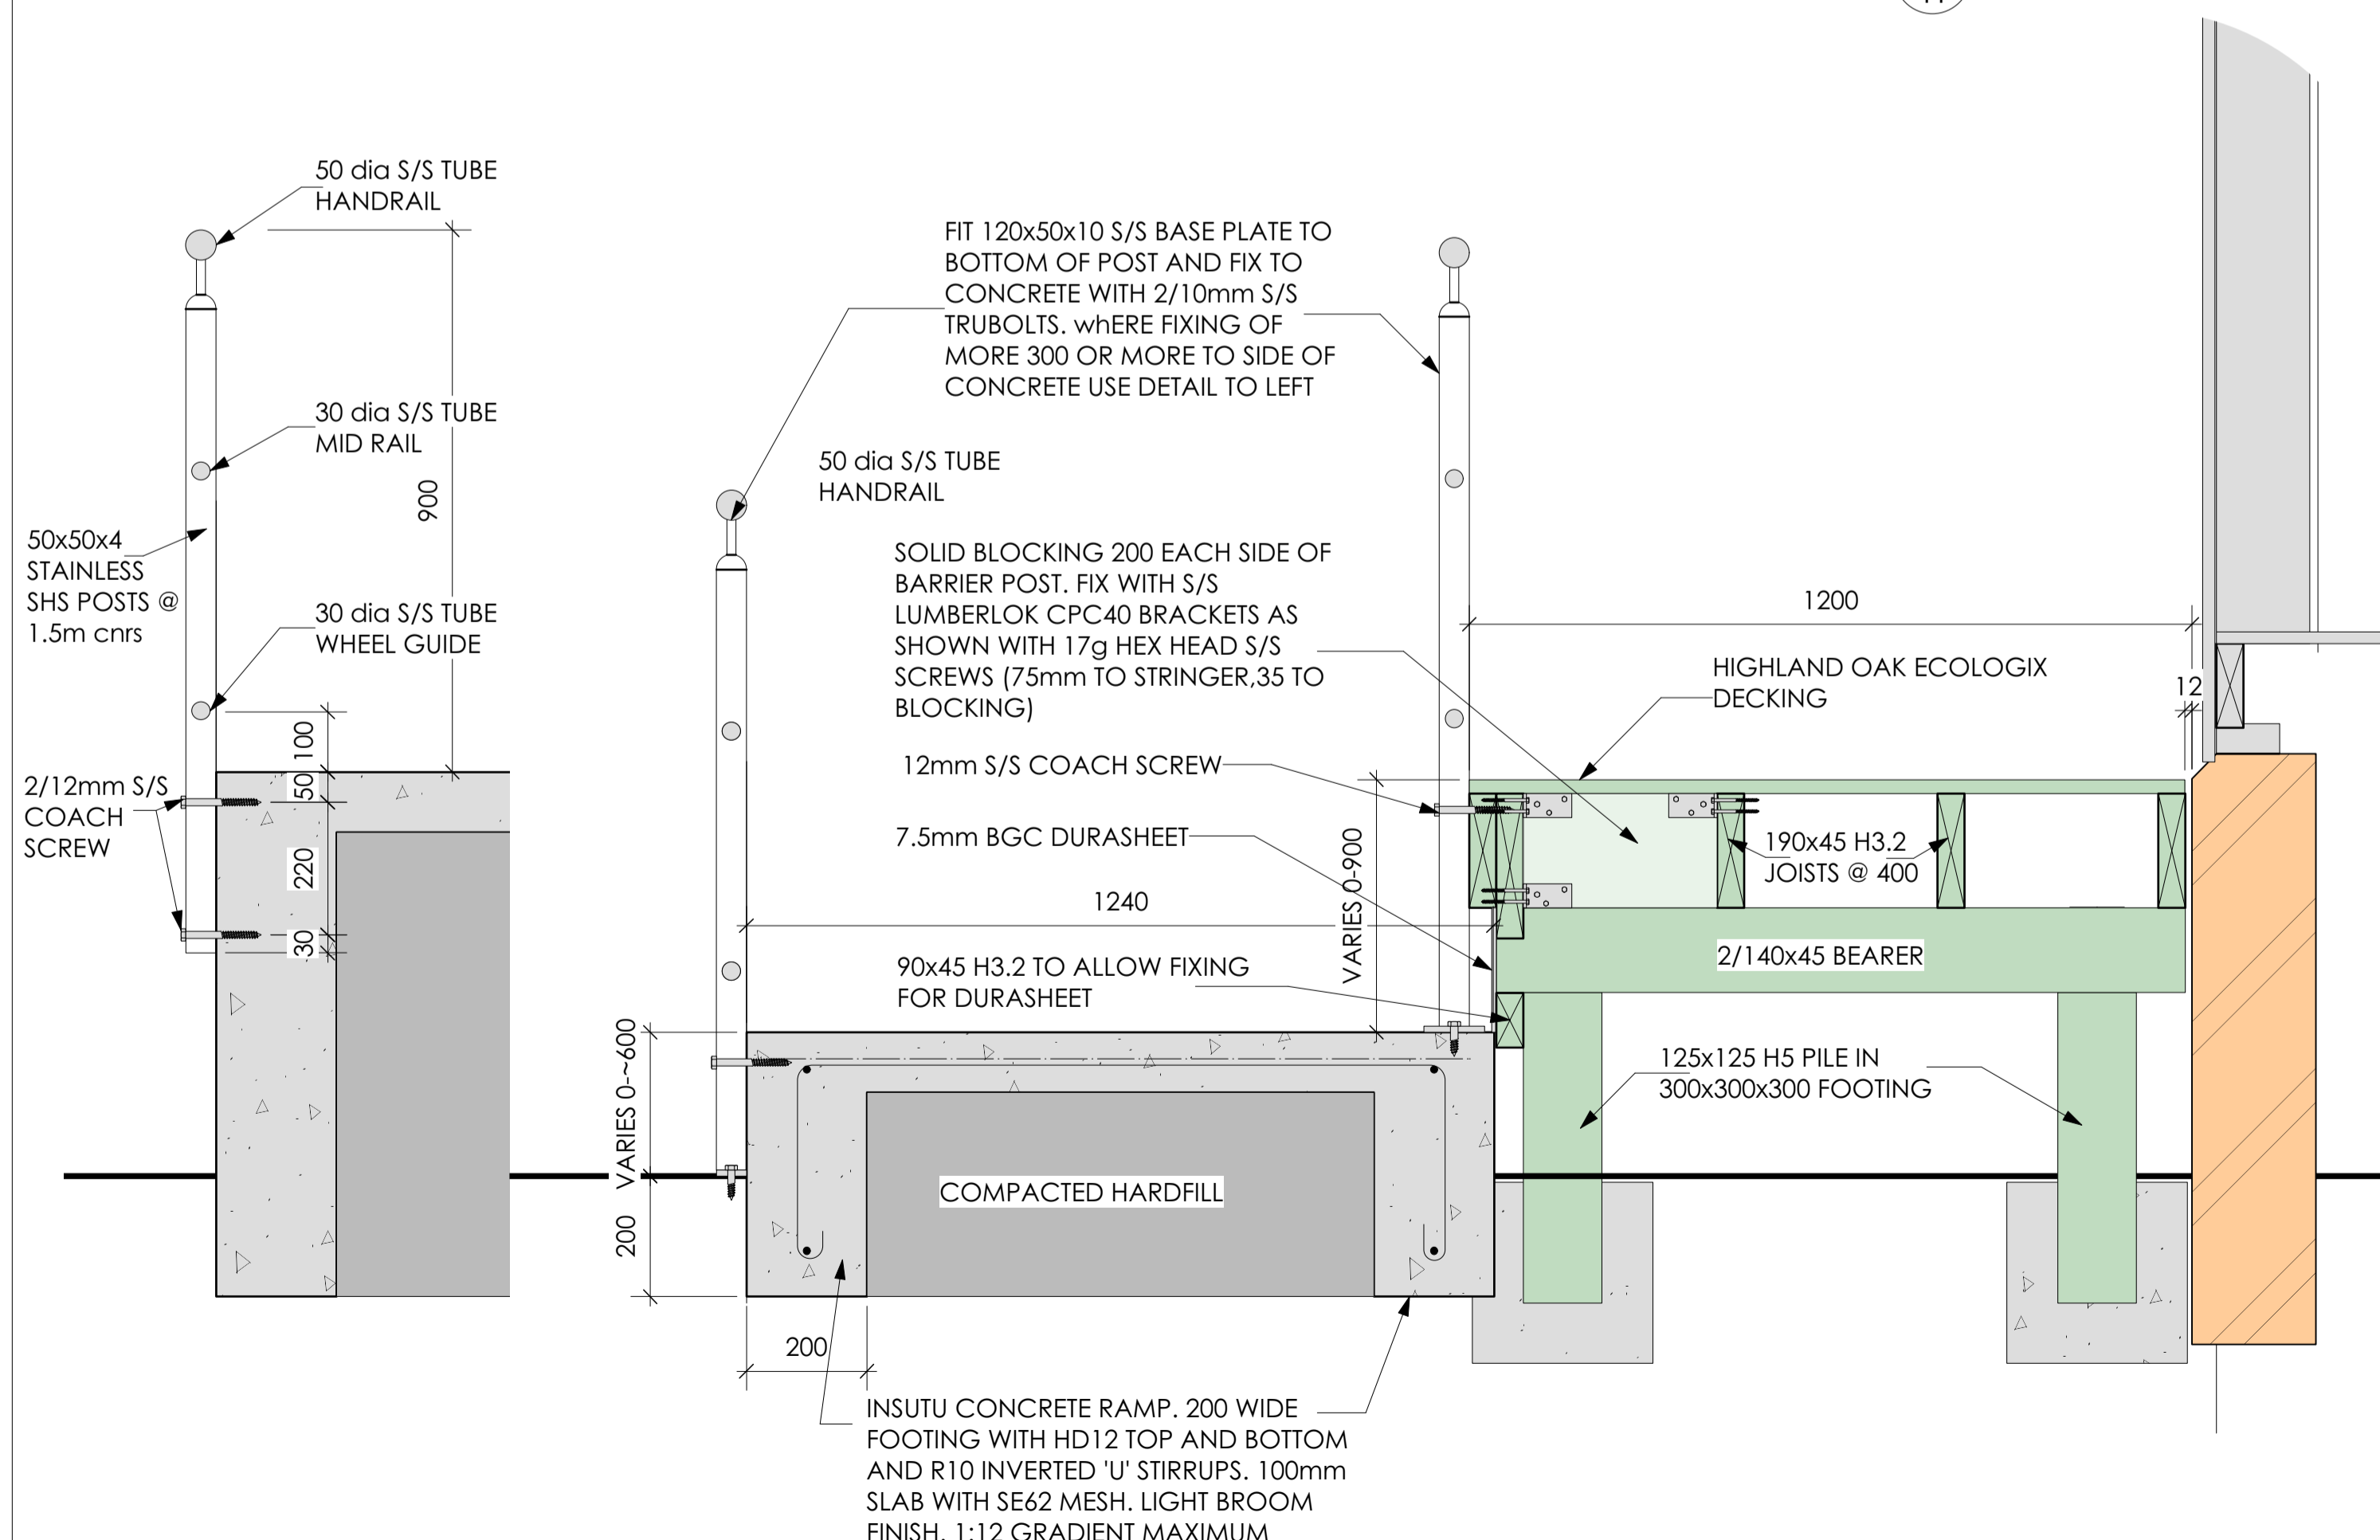 50 dia S/S TUBE
HANDRAIL
30 dia S/S TUBE
MID RAIL
900
50x50x4
STAINLESS
SHS POSTS @
1.5m cnrs
30 dia S/S TUBE
WHEEL GUIDE
100
50
2/12mm S/S
COACH
SCREW
220
30
FIT 120x50x10 S/S BASE PLATE TO
BOTTOM OF POST AND FIX TO
CONCRETE WITH 2/10mm S/S
TRUBOLTS. whERE FIXING OF
MORE 300 OR MORE TO SIDE OF
CONCRETE USE DETAIL TO LEFT
50 dia S/S TUBE
HANDRAIL
SOLID BLOCKING 200 EACH SIDE OF
BARRIER POST. FIX WITH S/S
LUMBERLOK CPC40 BRACKETS AS
SHOWN WITH 17g HEX HEAD S/S
SCREWS (75mm TO STRINGER,35 TO
BLOCKING)
12mm S/S COACH SCREW
7.5mm BGC DURASHEET
1240
VARIES 0-900
90x45 H3.2 TO ALLOW FIXING
FOR DURASHEET
1200
12
HIGHLAND OAK ECOLOGIX
DECKING
190x45 H3.2
JOISTS @ 400
2/140x45 BEARER
125x125 H5 PILE IN
300x300x300 FOOTING
VARIES 0-~600
200
COMPACTED HARDFILL
200
INSUTU CONCRETE RAMP. 200 WIDE
FOOTING WITH HD12 TOP AND BOTTOM
AND R10 INVERTED 'U' STIRRUPS. 100mm
SLAB WITH SE62 MESH. LIGHT BROOM
FINISH. 1:12 GRADIENT MAXIMUM